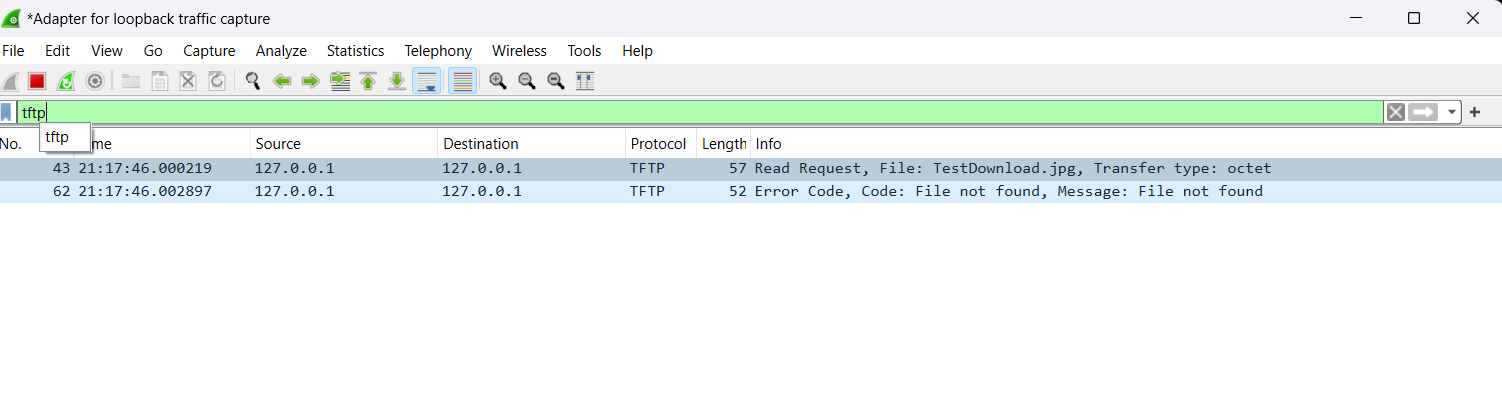 *Adapter for loopback traffic capture
File Edit View Go Capture Analyze Statistics Telephony Wireless Tools Help
tftp
tftp
No. me Source Destination Protocol Length Info
43 21:17:46.000219 127.0.0.1 127.0.0.1 TFTP 57 Read Request, File: TestDownload.jpg, Transfer type: octet
62 21:17:46.002897 127.0.0.1 127.0.0.1 TFTP 52 Error Code, Code: File not found, Message: File not found